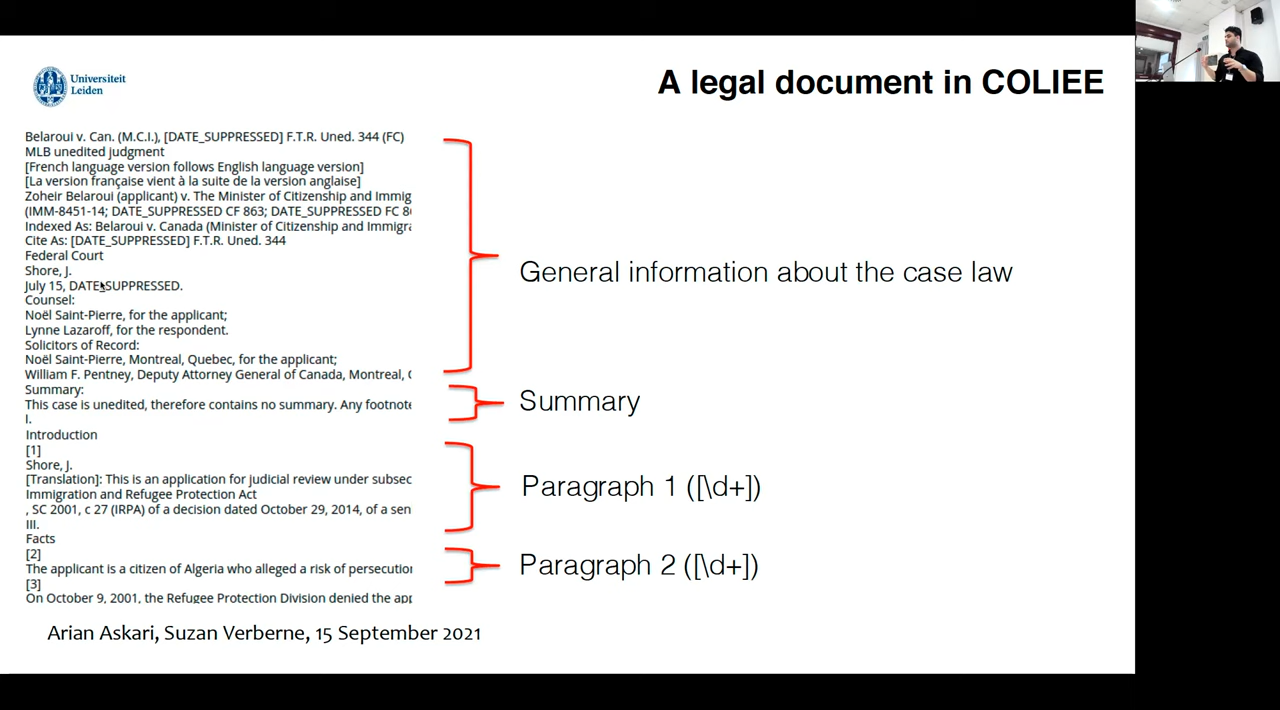 Universiteit
Leiden
A legal document in COLIEE
Belaroui v. Can. (M.C.I.), [DATE_SUPPRESSED] F.T.R. Uned. 344 (FC)
MLB unedited judgment
[French language version follows English language version]
[La version française vient à la suite de la version anglaise]
Zoheir Belaroui (applicant) v. The Minister of Citizenship and Immig
(IMM-8451-14; DATE_SUPPRESSED CF 863; DATE_SUPPRESSED FC 8
Indexed As: Belaroui v. Canada (Minister of Citizenship and Immigra
Cite As: [DATE_SUPPRESSED] F.T.R. Uned. 344
Federal Court
Shore, J.
July 15, DATE_SUPPRESSED.
Counsel:
Noël Saint-Pierre, for the applicant;
Lynne Lazaroff, for the respondent.
Solicitors of Record:
Noël Saint-Pierre, Montreal, Quebec, for the applicant;
William F. Pentney, Deputy Attorney General of Canada, Montreal,
Summary:
This case is unedited, therefore contains no summary. Any footnote
I.
Introduction
[1]
Shore, J.
[Translation]: This is an application for judicial review under subsec
Immigration and Refugee Protection Act
, SC 2001, c 27 (IRPA) of a decision dated October 29, 2014, of a sen
III.
Facts
[2]
The applicant is a citizen of Algeria who alleged a risk of persecution
[3]
On October 9, 2001, the Refugee Protection Division denied the app
General information about the case law
Summary
Paragraph 1 ([\d+])
Paragraph 2 ([\d+])
Arian Askari, Suzan Verberne, 15 September 2021